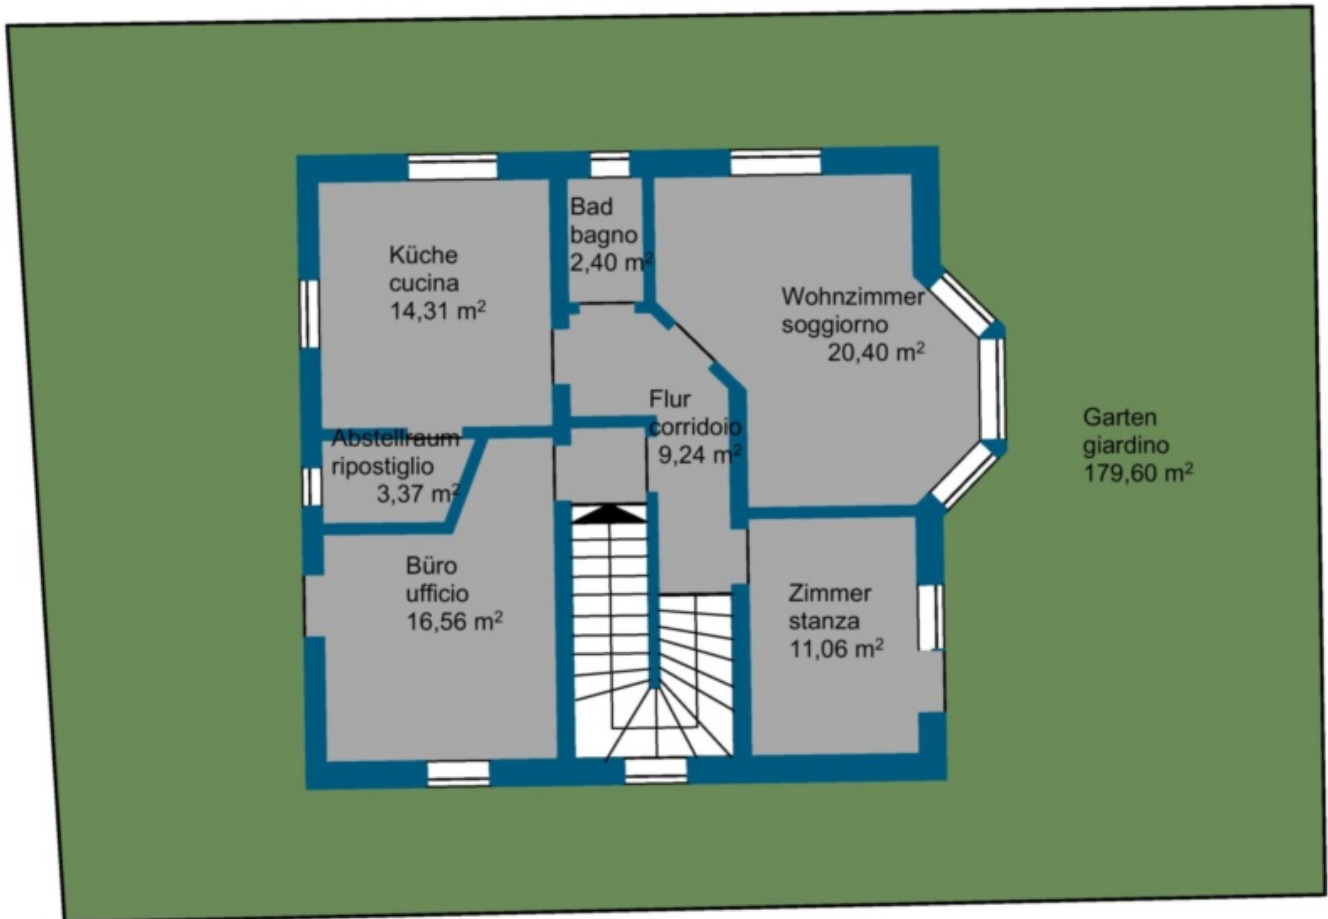 Bad
bagno
2,40 m²
Küche
cucina
14,31 m²
Wohnzimmer
soggiorno
20,40 m²
Flur
corridoio
9,24 m²
Garten
giardino
179,60 m²
Abstellraum
ripostiglio
3,37 m²
Büro
ufficio
16,56 m²
Zimmer
stanza
11,06 m²